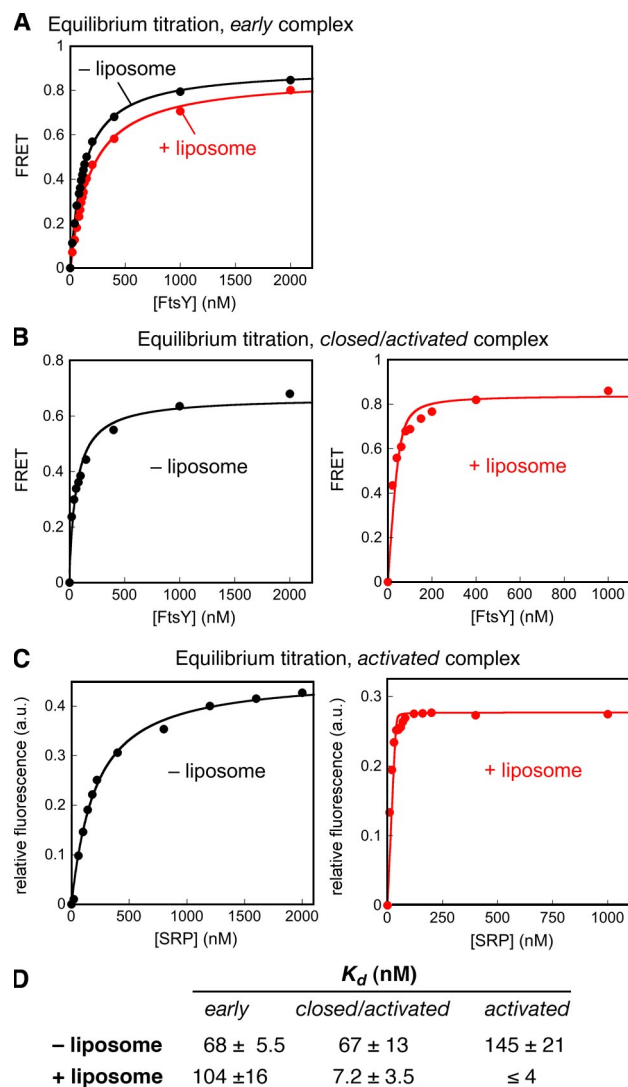 A Equilibrium titration, early complex
1
– liposome
0.8
0.6
+ liposome
FRET
0.4
0.2
0
0 500 1000 1500 2000
[FtsY] (nM)
B Equilibrium titration, closed/activated complex
0.8
0.6
FRET
0.4
– liposome
0.2
0
0 500 1000 1500 2000
[FtsY] (nM)
1
0.8
0.6
FRET
+ liposome
0.4
0.2
0
0 200 400 600 800 1000
[FtsY] (nM)
C Equilibrium titration, activated complex
relative fluorescence (a.u.)
0.4
0.3
– liposome
0.2
0.1
0
0 500 1000 1500 2000
[SRP] (nM)
relative fluorescence (a.u.)
0.3
0.2
+ liposome
0.1
0
0 250 500 750 1000
[SRP] (nM)
D Kd (nM)
early closed/activated activated
– liposome 68 ± 5.5 67 ± 13 145 ± 21
+ liposome 104 ±16 7.2 ± 3.5 ≤ 4